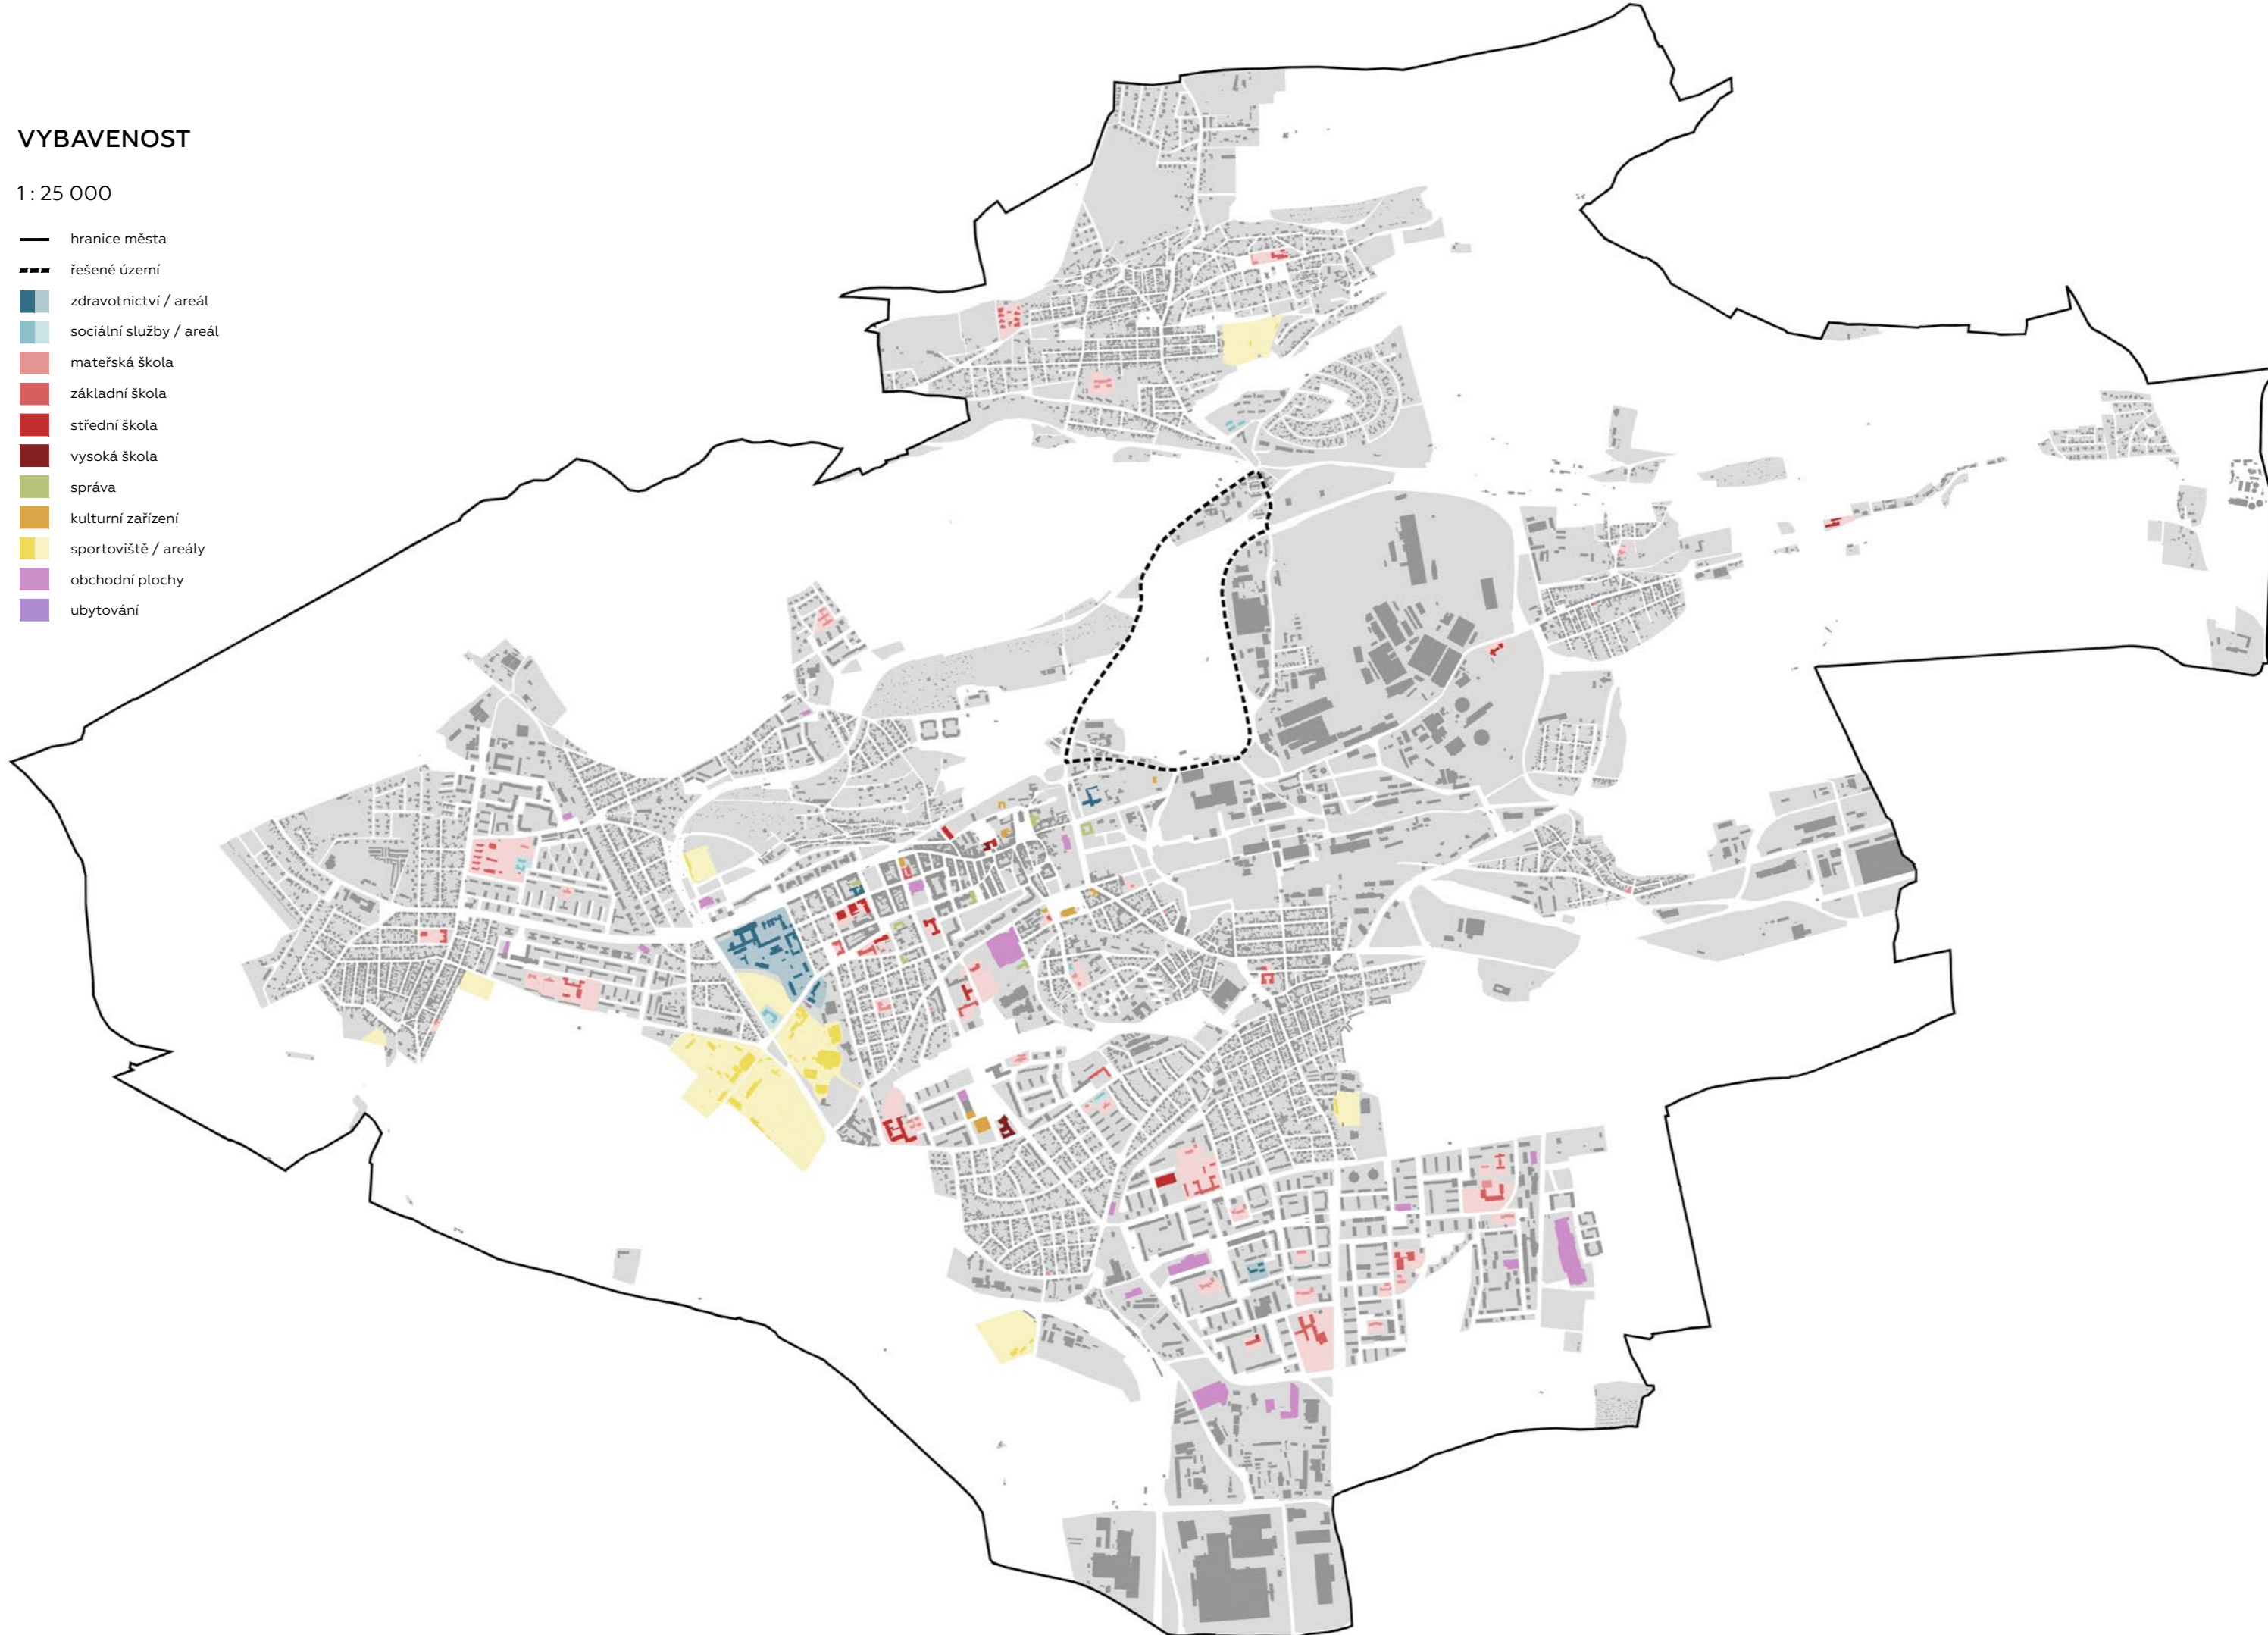 VYBAVENOST
1 : 25 000
hranice města
řešené území
zdravotnictví / areál
sociální služby / areál
mateřská škola
základní škola
střední škola
vysoká škola
správa
kulturní zařízení
sportoviště / areály
obchodní plochy
ubytování